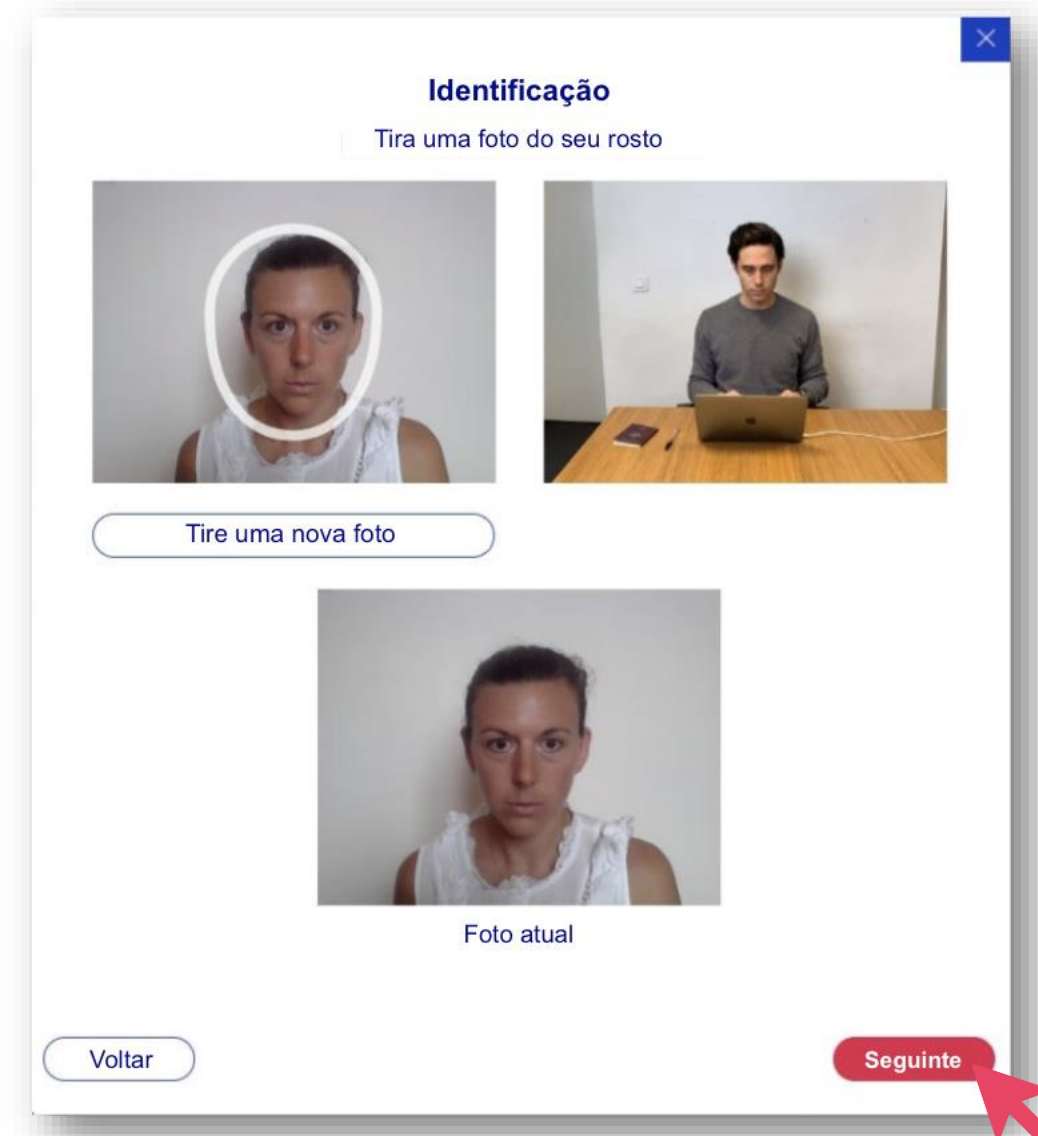 Identificação
Tira uma foto do seu rosto
Tire uma nova foto
Foto atual
Voltar
Seguinte